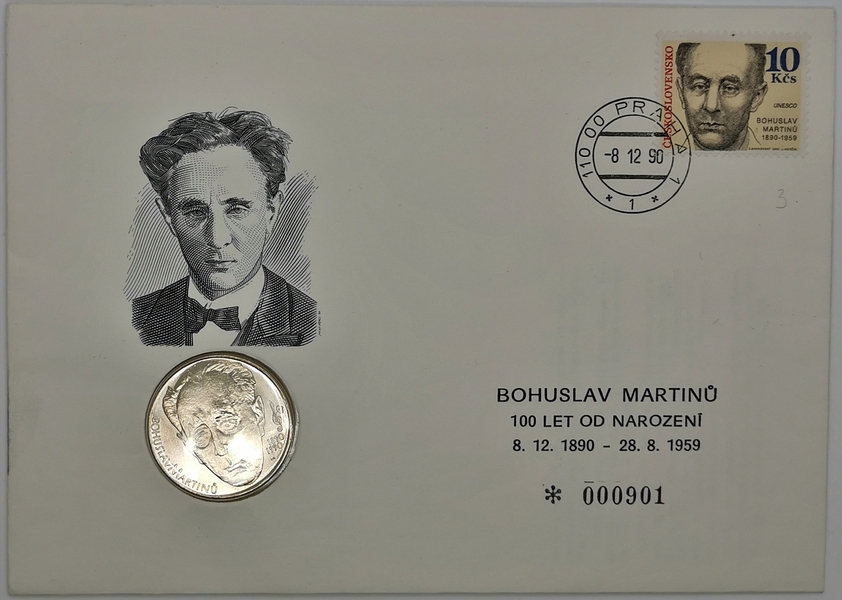 ČESKOSLOVENSKO
10
Kčs
UNESCO
BOHUSLAV
MARTINŮ
1890-1959
110 00 PRAHA 1
-8 12 90
* 1 *
3
BOHUSLAV MARTINŮ
BOHUSLAV MARTINŮ
100 LET OD NAROZENÍ
8. 12. 1890 – 28. 8. 1959
* 000901